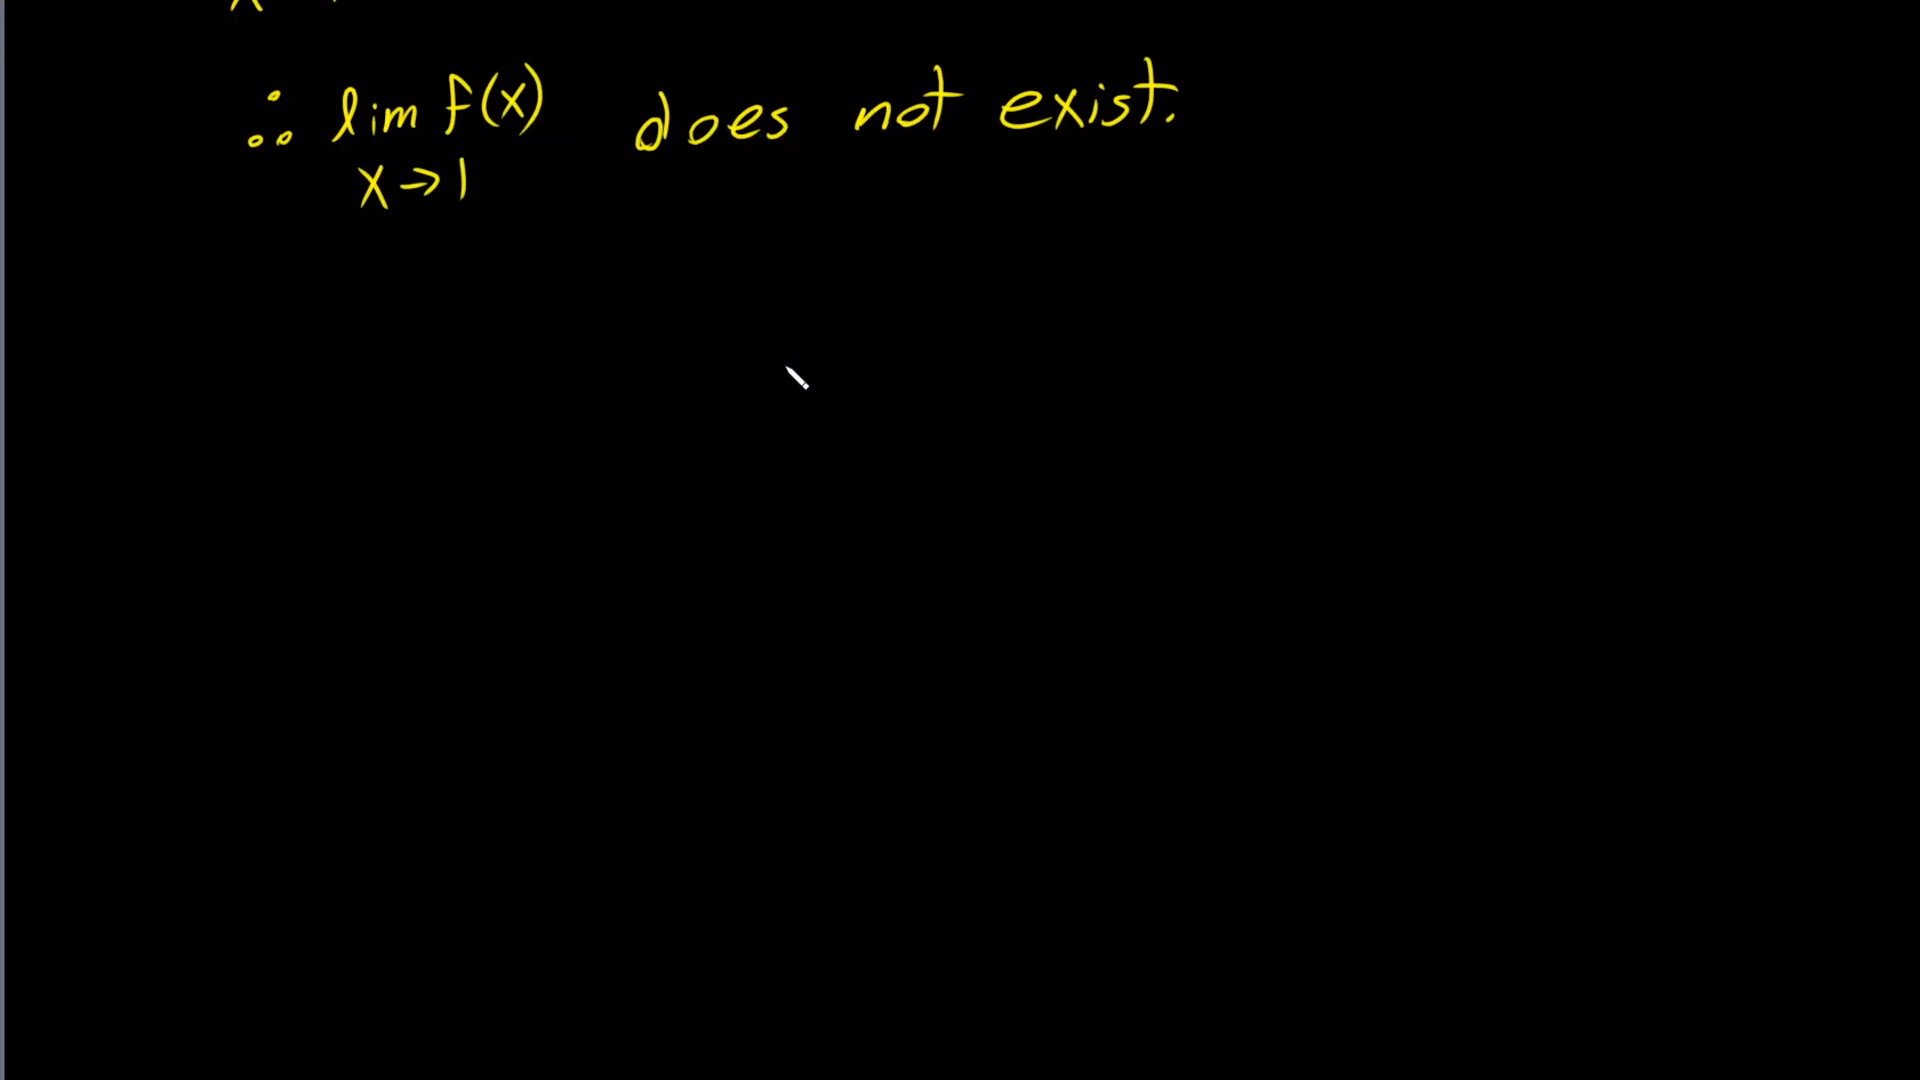 ∴ lim f(x) does not exist.
x→1